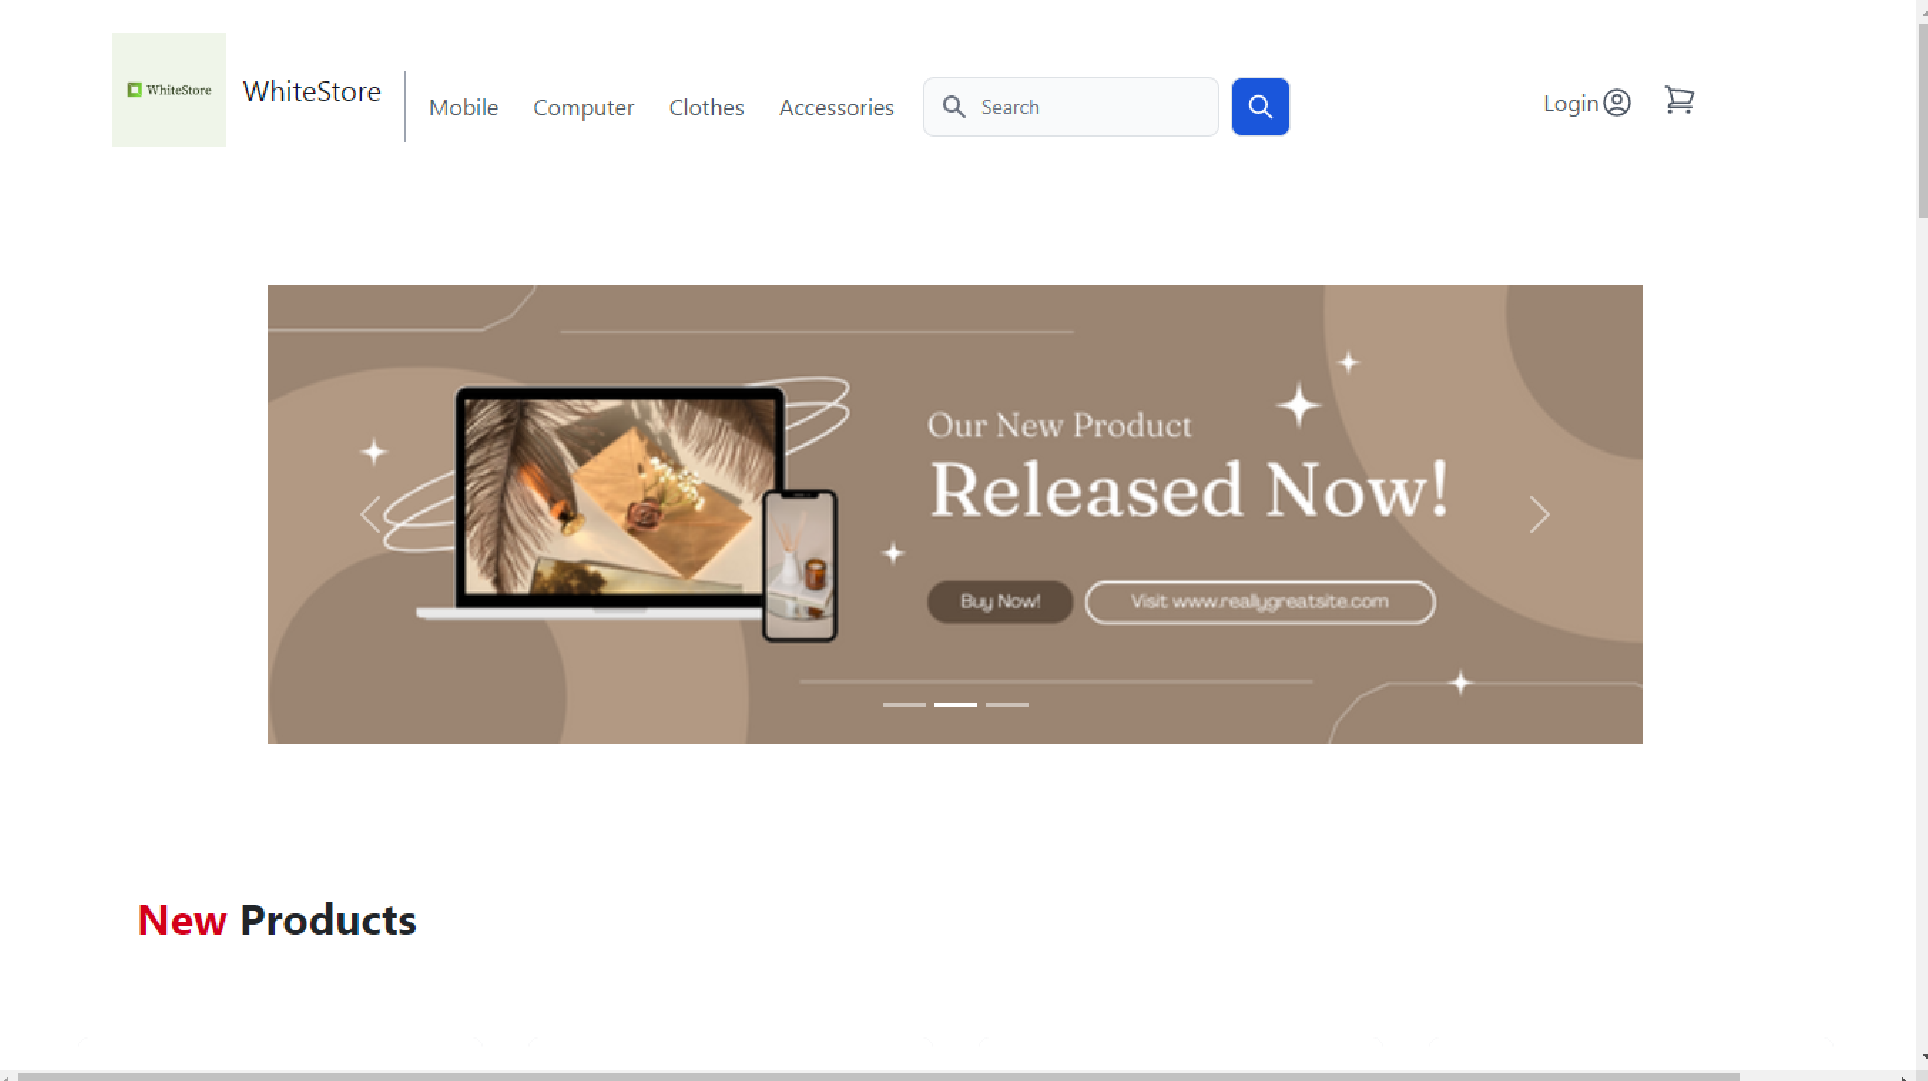 WhiteStore
WhiteStore
Mobile
Computer
Clothes
Accessories
Search
Login
Our New Product
Released Now!
Buy Now!
Visit www.reallygreatsite.com
New Products